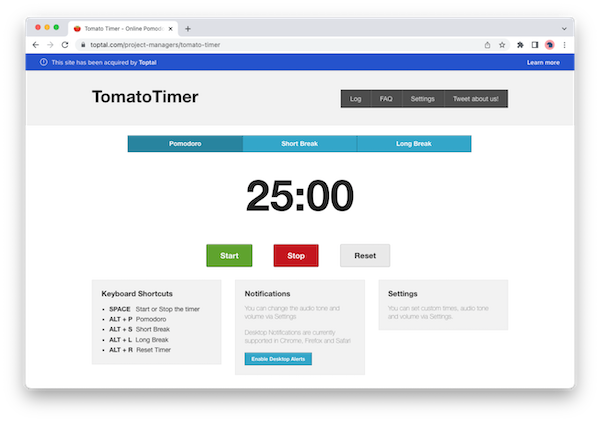 Tomato Timer – Online Pomodo
toptal.com/project-managers/tomato-timer
This site has been acquired by Toptal
Learn more
TomatoTimer
Log
FAQ
Settings
Tweet about us!
Pomodoro
Short Break
Long Break
25:00
Start
Stop
Reset
Keyboard Shortcuts
SPACE Start or Stop the timer
ALT + P Pomodoro
ALT + S Short Break
ALT + L Long Break
ALT + R Reset Timer
Notifications
You can change the audio tone and
volume via Settings
Desktop Notifications are currently
supported in Chrome, Firefox and Safari
Enable Desktop Alerts
Settings
You can set custom times, audio tone
and volume via Settings.